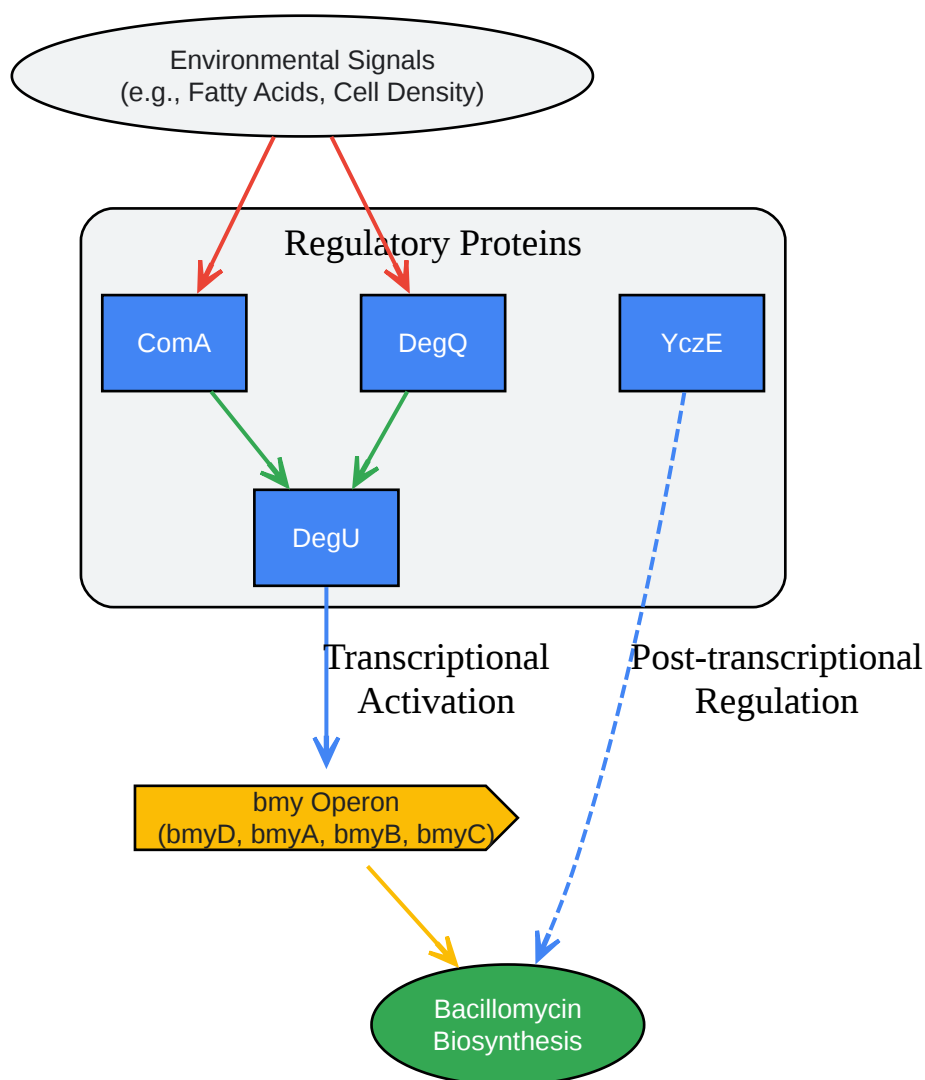 Environmental Signals
(e.g., Fatty Acids, Cell Density)
Regulatory Proteins
ComA
DegQ
YczE
DegU
Transcriptional
Activation
Post-transcriptional
Regulation
bmy Operon
(bmyD, bmyA, bmyB, bmyC)
Bacillomycin
Biosynthesis